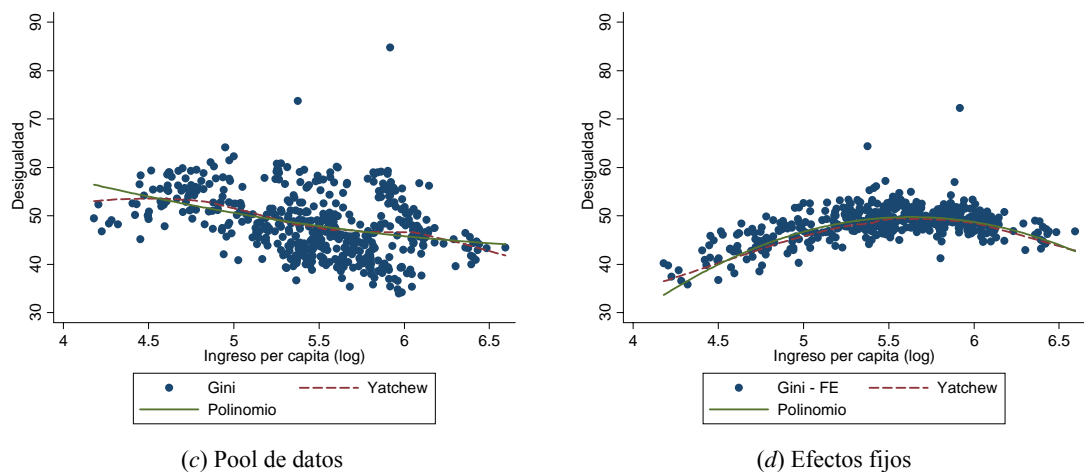 90
80
70
60
50
40
30
Desigualdad
4
4.5
5
5.5
6
6.5
Ingreso per capita (log)
Gini
Yatchew
Polinomio
(c) Pool de datos
90
80
70
60
50
40
30
Desigualdad
4
4.5
5
5.5
6
6.5
Ingreso per capita (log)
Gini - FE
Yatchew
Polinomio
(d) Efectos fijos